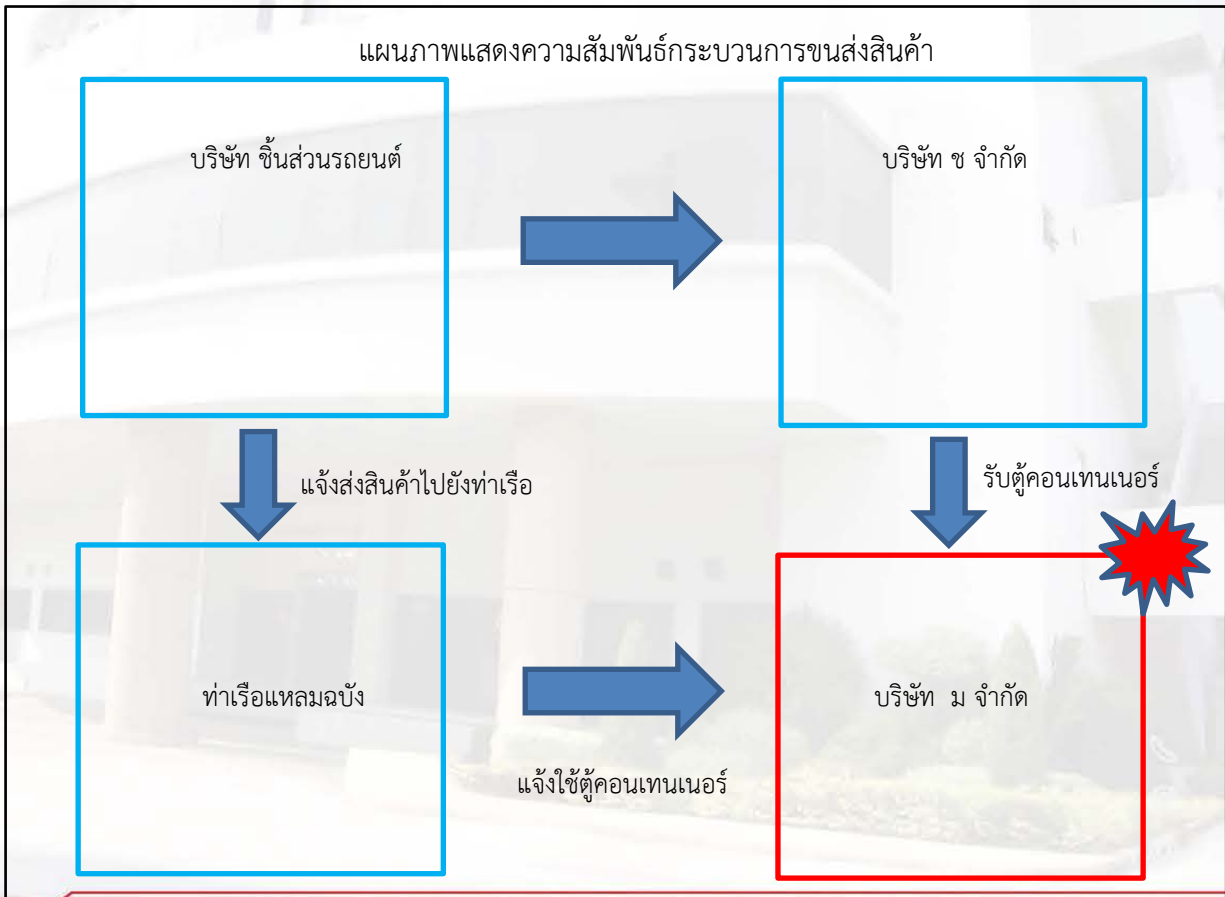 แผนภาพแสดงความสัมพันธ์กระบวนการขนส่งสินค้า
บริษัท ชิ้นส่วนรถยนต์
บริษัท ช จำกัด
แจ้งส่งสินค้าไปยังท่าเรือ
รับตู้คอนเทนเนอร์
ท่าเรือแหลมฉบัง
บริษัท ม จำกัด
แจ้งใช้ตู้คอนเทนเนอร์